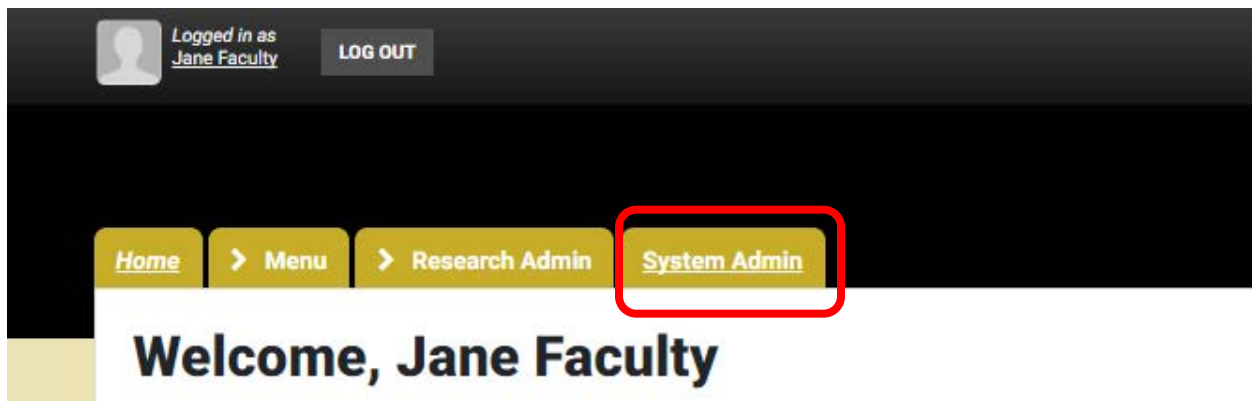 Logged in as
Jane Faculty
LOG OUT
Home
Menu
Research Admin
System Admin
Welcome, Jane Faculty